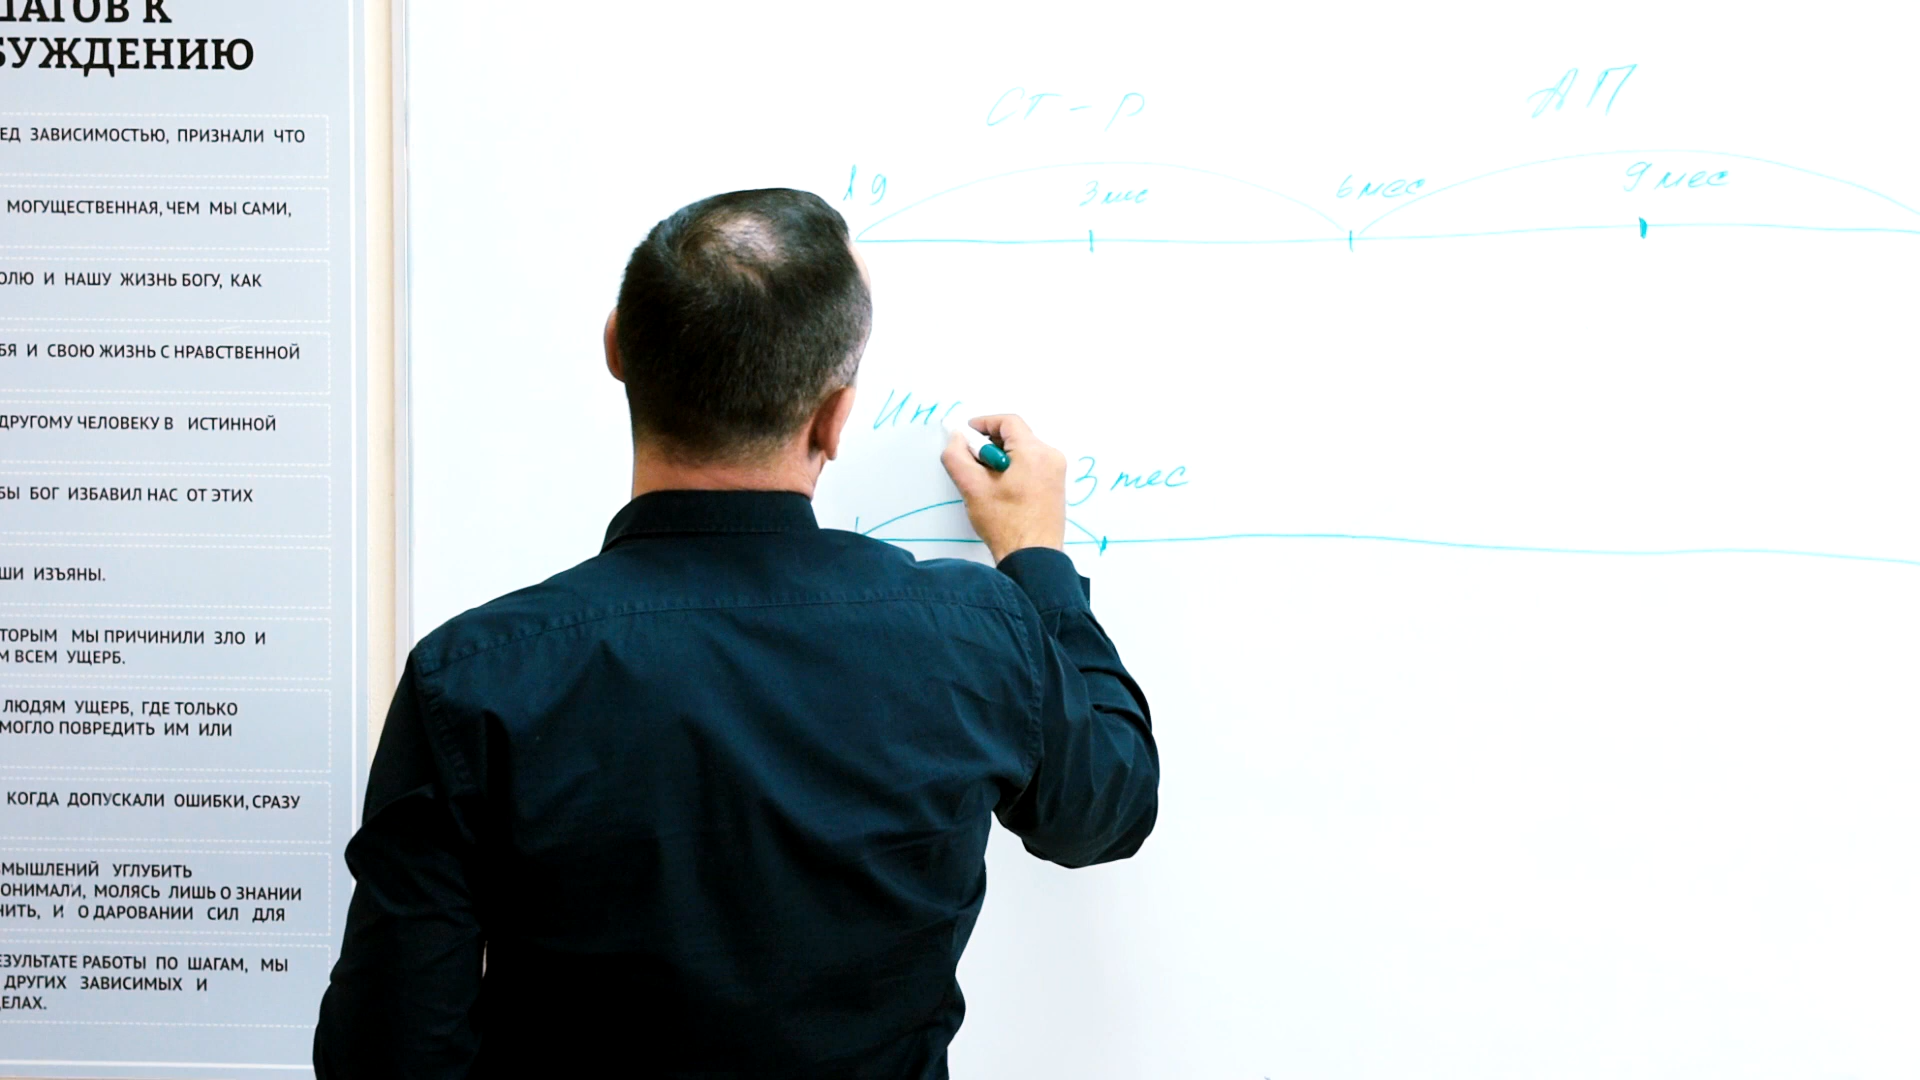 ШАГОВ К
БУЖДЕНИЮ
ЕД ЗАВИСИМОСТЬЮ, ПРИЗНАЛИ ЧТО
МОГУЩЕСТВЕННАЯ, ЧЕМ МЫ САМИ,
ОЛЮ И НАШУ ЖИЗНЬ БОГУ, КАК
БЯ И СВОЮ ЖИЗНЬ С НРАВСТВЕННОЙ
ДРУГОМУ ЧЕЛОВЕКУ В ИСТИННОЙ
БЫ БОГ ИЗБАВИЛ НАС ОТ ЭТИХ
ШИ ИЗЪЯНЫ.
ТОРЫМ МЫ ПРИЧИНИЛИ ЗЛО И
М ВСЕМ УЩЕРБ.
ЛЮДЯМ УЩЕРБ, ГДЕ ТОЛЬКО
МОГЛО ПОВРЕДИТЬ ИМ ИЛИ
КОГДА ДОПУСКАЛИ ОШИБКИ, СРАЗУ
МЫШЛЕНИЙ УГЛУБИТЬ
ОНИМАЛИ, МОЛЯСЬ ЛИШЬ О ЗНАНИИ
НИТЬ, И О ДАРОВАНИИ СИЛ ДЛЯ
ЕЗУЛЬТАТЕ РАБОТЫ ПО ШАГАМ, МЫ
ДРУГИХ ЗАВИСИМЫХ И
ЕЛАХ.
СТ-Р АП
1 д 3 мес 6 мес 9 мес
Инс
3 мес